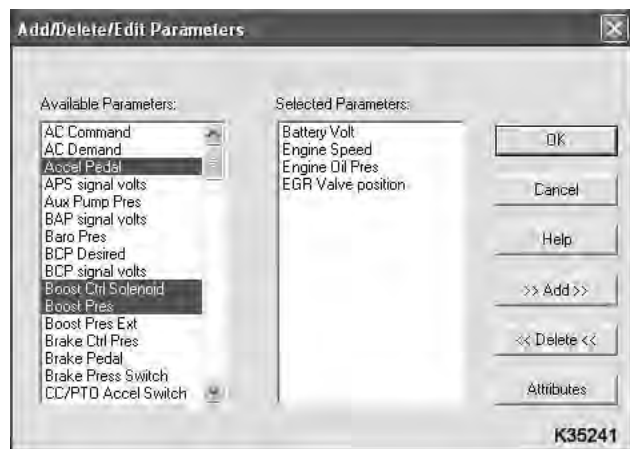 Add/Delete/Edit Parameters
Available Parameters:
AC Command
AC Demand
Accel Pedal
APS signal volts
Aux Pump Pres
BAP signal volts
Baro Pres
BCP Desired
BCP signal volts
Boost Ctrl Solenoid
Boost Pres
Boost Pres Ext
Brake Ctrl Pres
Brake Pedal
Brake Press Switch
CC/PTO Accel Switch
Selected Parameters:
Battery Volt
Engine Speed
Engine Oil Pres
EGR Valve position
OK
Cancel
Help
>> Add >>
<< Delete <<
Attributes
K35241